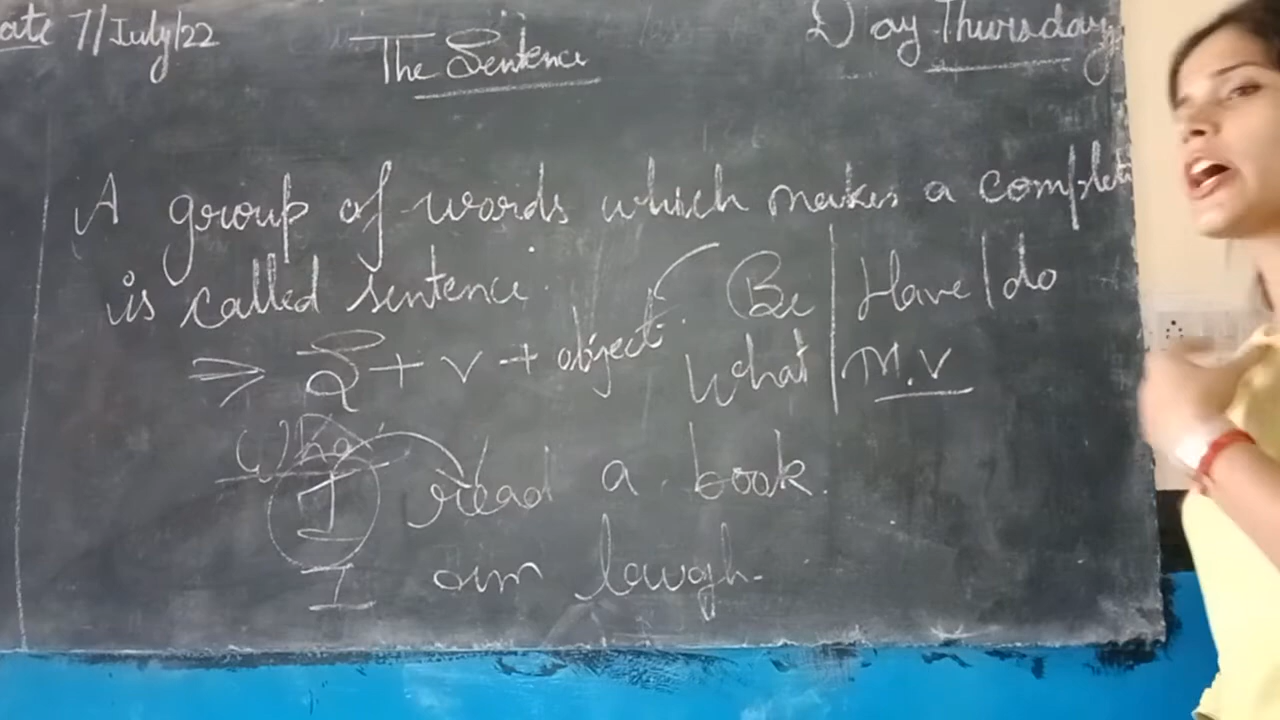 ate 7/July/22
The Sentence
Day Thursday
A group of words which makes a complete
is called sentence.
Be | Have | do
⇒ S + v + object.
What | M.V
I read a book.
I am laugh.